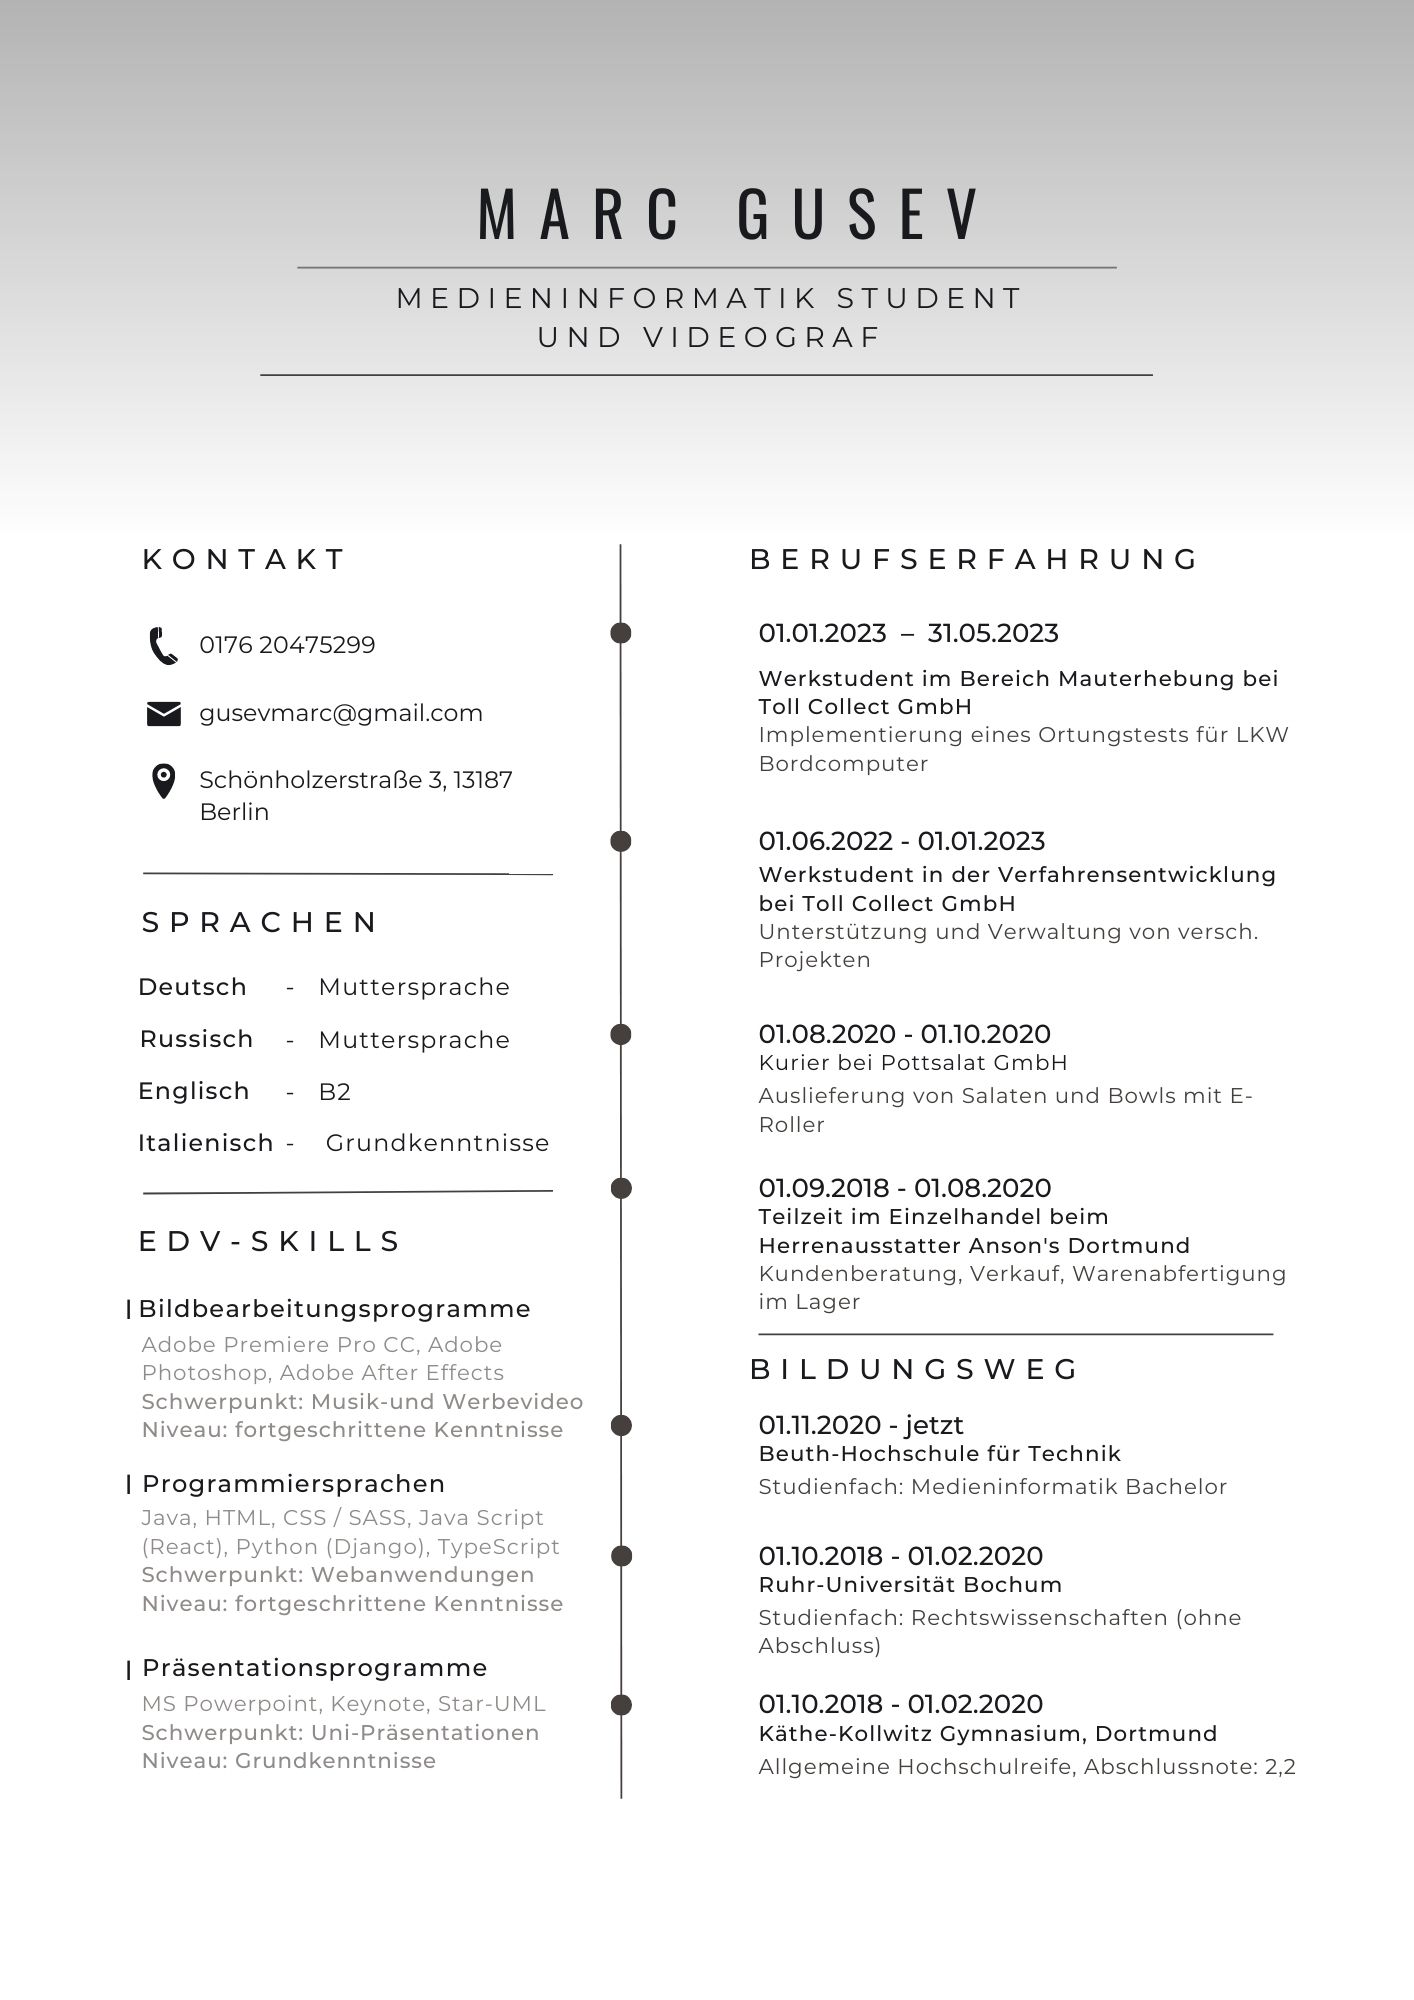 MARC GUSEV
MEDIENINFORMATIK STUDENT
UND VIDEOGRAF
KONTAKT
0176 20475299
gusevmarc@gmail.com
Schönholzerstraße 3, 13187
Berlin
SPRACHEN
Deutsch - Muttersprache
Russisch - Muttersprache
Englisch - B2
Italienisch - Grundkenntnisse
EDV-SKILLS
| Bildbearbeitungsprogramme
Adobe Premiere Pro CC, Adobe
Photoshop, Adobe After Effects
Schwerpunkt: Musik-und Werbevideo
Niveau: fortgeschrittene Kenntnisse
| Programmiersprachen
Java, HTML, CSS / SASS, Java Script
(React), Python (Django), TypeScript
Schwerpunkt: Webanwendungen
Niveau: fortgeschrittene Kenntnisse
| Präsentationsprogramme
MS Powerpoint, Keynote, Star-UML
Schwerpunkt: Uni-Präsentationen
Niveau: Grundkenntnisse
BERUFSERFAHRUNG
01.01.2023 – 31.05.2023
Werkstudent im Bereich Mauterhebung bei
Toll Collect GmbH
Implementierung eines Ortungstests für LKW
Bordcomputer
01.06.2022 - 01.01.2023
Werkstudent in der Verfahrensentwicklung
bei Toll Collect GmbH
Unterstützung und Verwaltung von versch.
Projekten
01.08.2020 - 01.10.2020
Kurier bei Pottsalat GmbH
Auslieferung von Salaten und Bowls mit E-
Roller
01.09.2018 - 01.08.2020
Teilzeit im Einzelhandel beim
Herrenausstatter Anson's Dortmund
Kundenberatung, Verkauf, Warenabfertigung
im Lager
BILDUNGSWEG
01.11.2020 - jetzt
Beuth-Hochschule für Technik
Studienfach: Medieninformatik Bachelor
01.10.2018 - 01.02.2020
Ruhr-Universität Bochum
Studienfach: Rechtswissenschaften (ohne
Abschluss)
01.10.2018 - 01.02.2020
Käthe-Kollwitz Gymnasium, Dortmund
Allgemeine Hochschulreife, Abschlussnote: 2,2